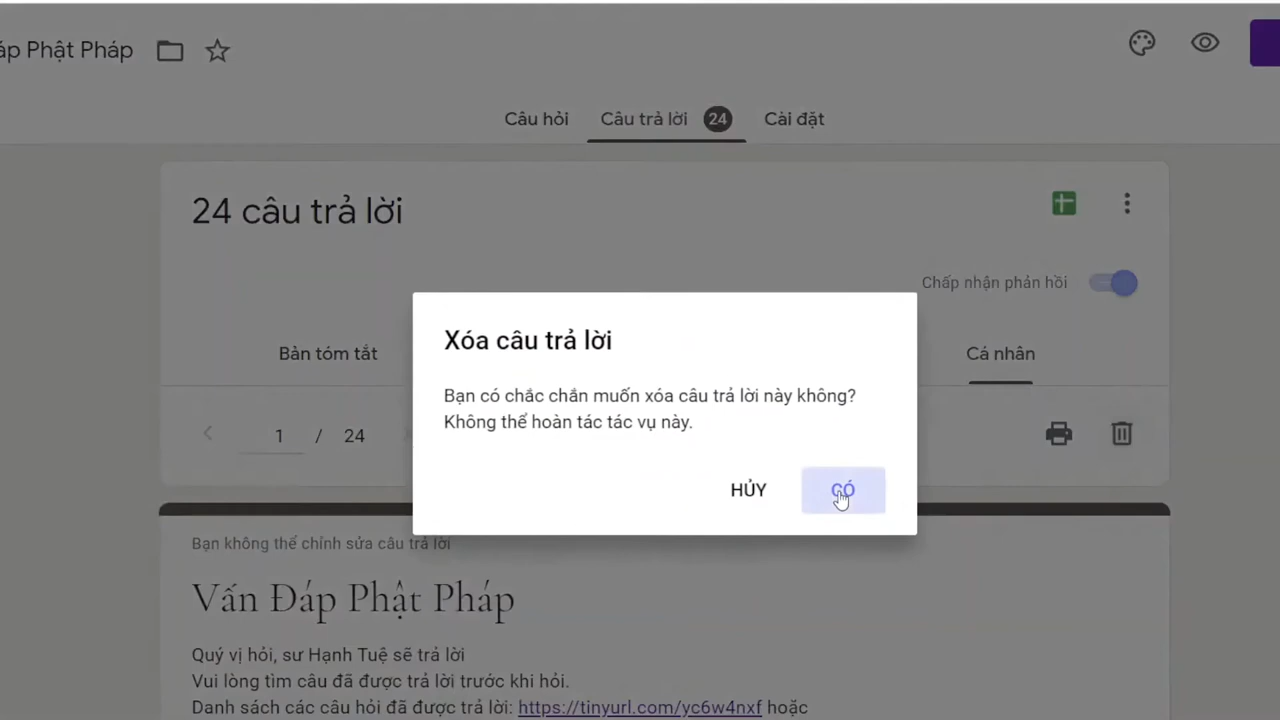 Phật Pháp
Câu hỏi
Câu trả lời 24
Cài đặt
24 câu trả lời
Chấp nhận phản hồi
Bản tóm tắt
Cá nhân
1 / 24
Xóa câu trả lời
Bạn có chắc chắn muốn xóa câu trả lời này không?
Không thể hoàn tác tác vụ này.
HỦY
CÓ
Bạn không thể chỉnh sửa câu trả lời
Vấn Đáp Phật Pháp
Quý vị hỏi, sư Hạnh Tuệ sẽ trả lời
Vui lòng tìm câu đã được trả lời trước khi hỏi.
Danh sách các câu hỏi đã được trả lời: https://tinyurl.com/yc6w4nxf hoặc